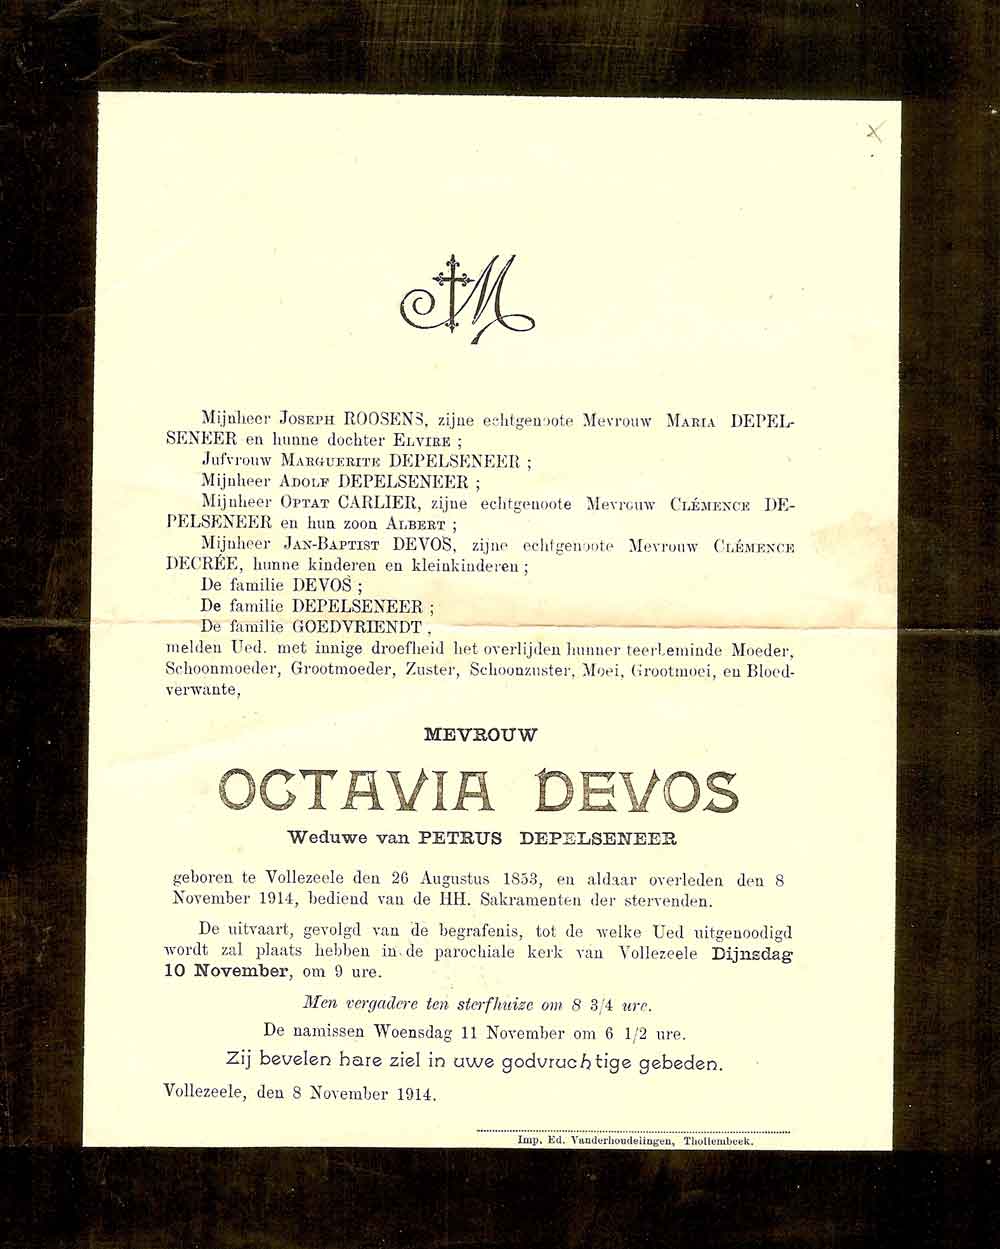 M
Mijnheer Joseph ROOSENS, zijne echtgenoote Mevrouw Maria DEPEL-
SENEER en hunne dochter Elvire ;
Jufvrouw Marguerite DEPELSENEER ;
Mijnheer Adolf DEPELSENEER ;
Mijnheer Optat CARLIER, zijne echtgenoote Mevrouw Clémence DE-
PELSENEER en hun zoon Albert ;
Mijnheer Jan-Baptist DEVOS, zijne echtgenoote Mevrouw Clémence
DECRÉE, hunne kinderen en kleinkinderen ;
De familie DEVOS ;
De familie DEPELSENEER ;
De familie GOEDVRIENDT,
melden Ued. met innige droefheid het overlijden hunner teerbeminde Moeder,
Schoonmoeder, Grootmoeder, Zuster, Schoonzuster, Moei, Grootmoei, en Bloed-
verwante,
MEVROUW
OCTAVIA DEVOS
Weduwe van PETRUS DEPELSENEER
geboren te Vollezeele den 26 Augustus 1853, en aldaar overleden den 8
November 1914, bediend van de HH. Sakramenten der stervenden.
De uitvaart, gevolgd van de begrafenis, tot de welke Ued uitgenoodigd
wordt zal plaats hebben in de parochiale kerk van Vollezeele Dijnsdag
10 November, om 9 ure.
Men vergadere ten sterfhuize om 8 3/4 ure.
De namissen Woensdag 11 November om 6 1/2 ure.
Zij bevelen hare ziel in uwe godvruchtige gebeden.
Vollezeele, den 8 November 1914.
Imp. Ed. Vanderhoudelingen, Thollembeek.